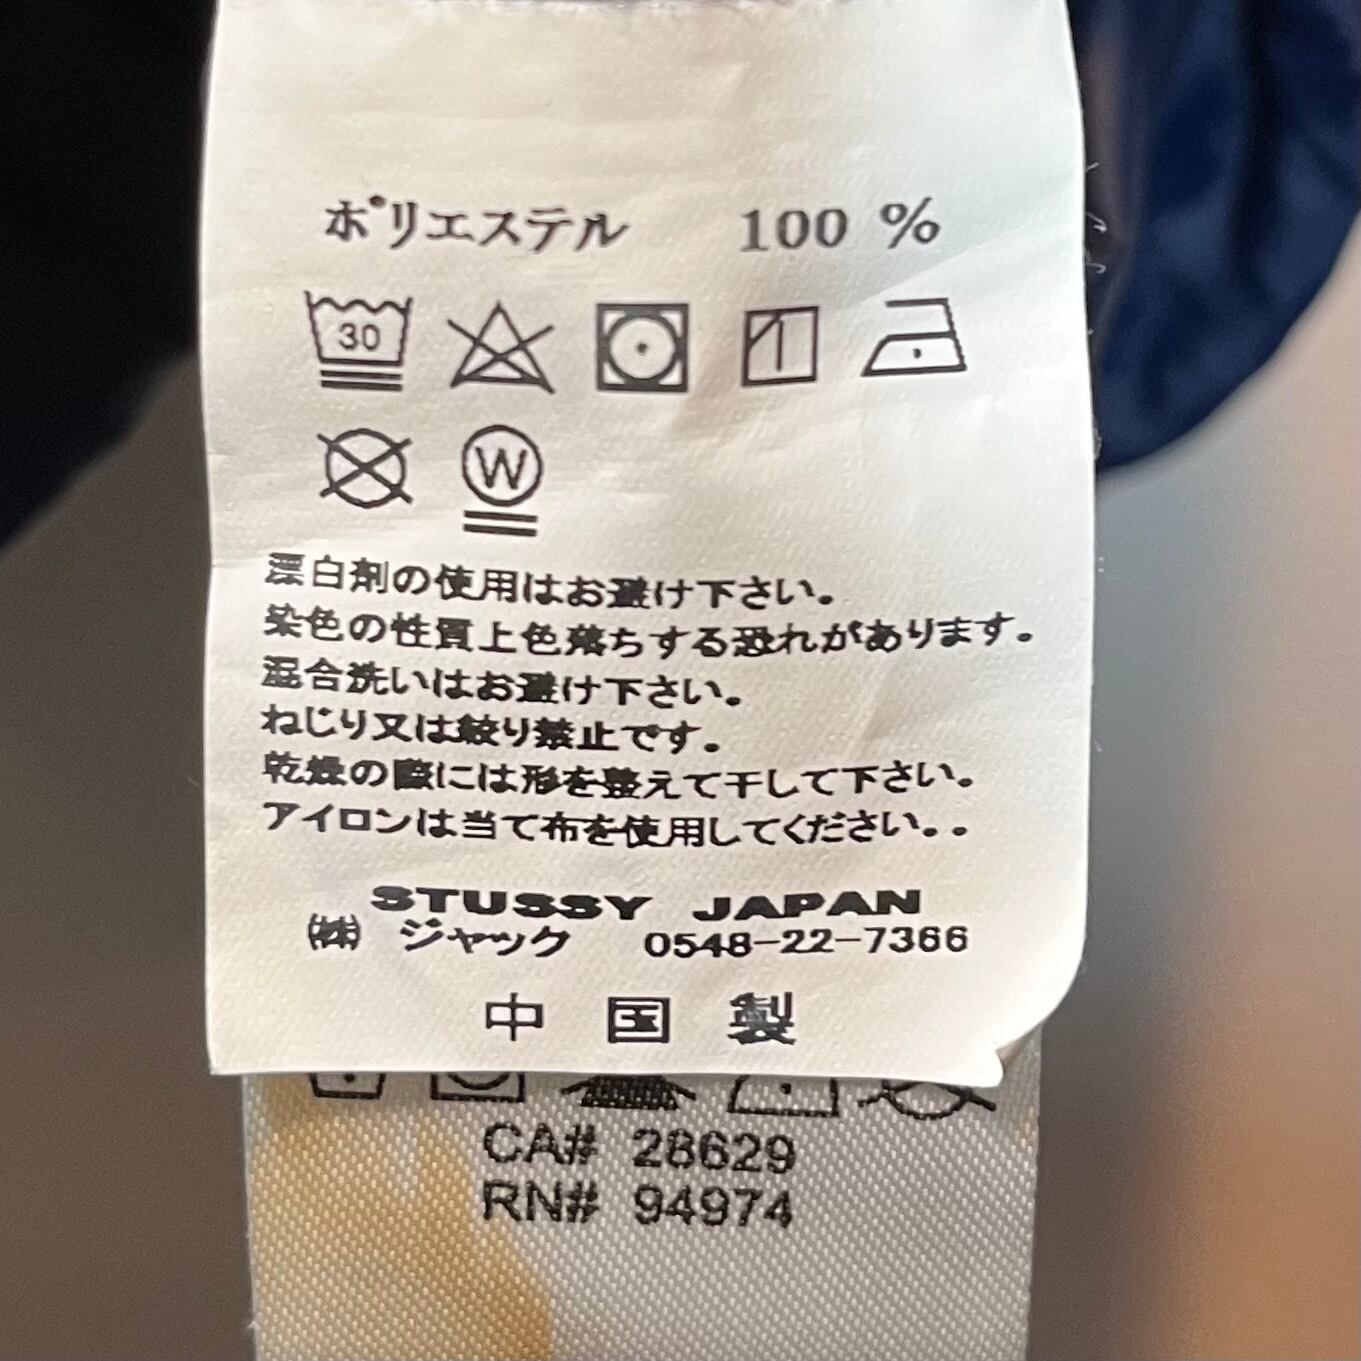 ポリエステル 100 %
30
W
漂白剤の使用はお避け下さい。
染色の性質上色落ちする恐れがあります。
混合洗いはお避け下さい。
ねじり又は絞り禁止です。
乾燥の際には形を整えて干して下さい。
アイロンは当て布を使用してください。。
STUSSY JAPAN
㈱ ジャック 0548-22-7366
中国製
CA# 28629
RN# 94974